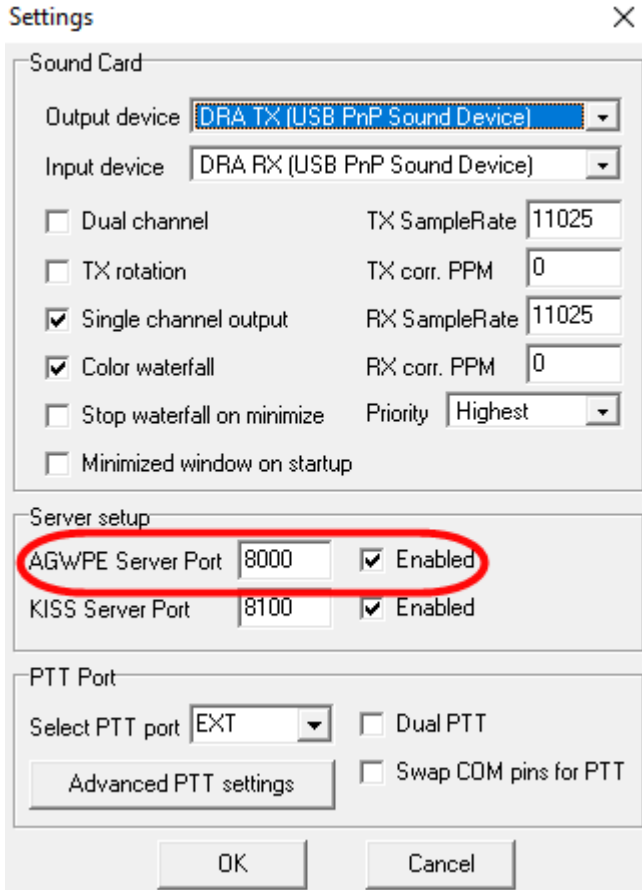 Settings
Sound Card
Output device DRA TX (USB PnP Sound Device)
Input device DRA RX (USB PnP Sound Device)
Dual channel TX SampleRate 11025
TX rotation TX corr. PPM 0
Single channel output RX SampleRate 11025
Color waterfall RX corr. PPM 0
Stop waterfall on minimize Priority Highest
Minimized window on startup
Server setup
AGWPE Server Port 8000 Enabled
KISS Server Port 8100 Enabled
PTT Port
Select PTT port EXT Dual PTT
Advanced PTT settings Swap COM pins for PTT
OK Cancel